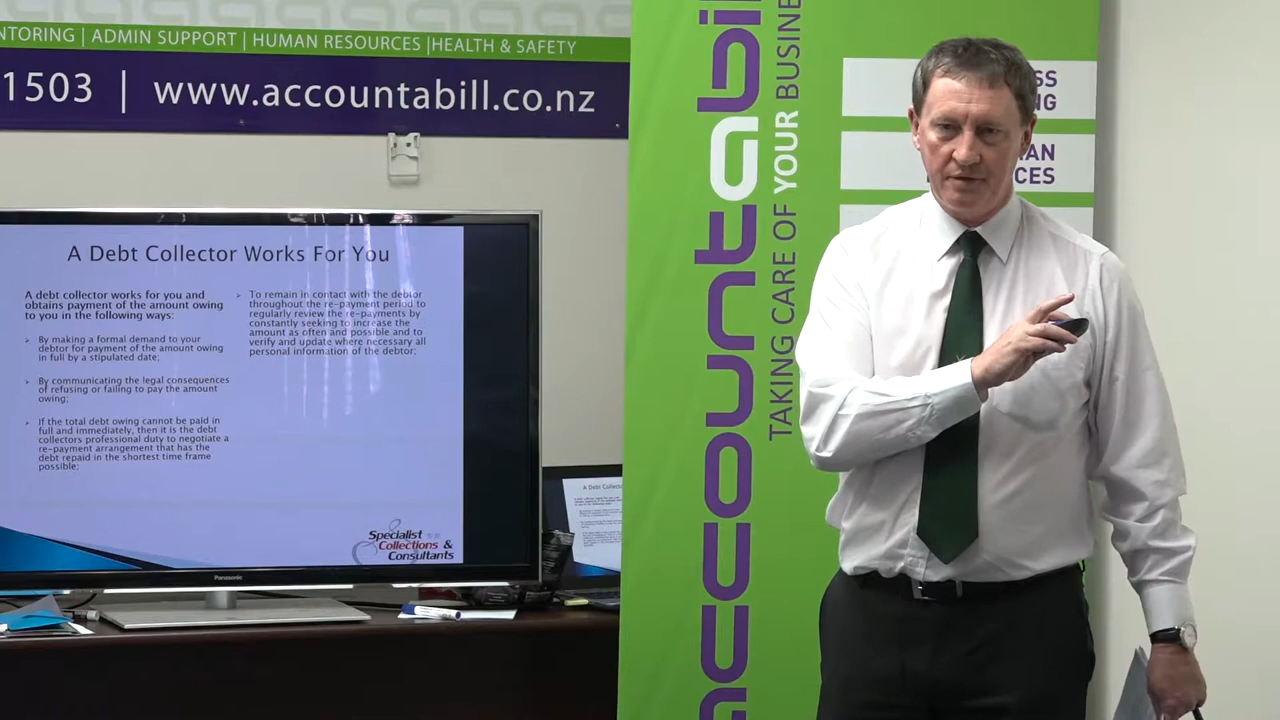 NTORING | ADMIN SUPPORT | HUMAN RESOURCES |HEALTH & SAFETY
1503 | www.accountabill.co.nz
accountabil
TAKING CARE OF YOUR BUSINE
SS
NG
AN
CES
A Debt Collector Works For You
A debt collector works for you and
obtains payment of the amount owing
to you in the following ways:
➢ By making a formal demand to your
debtor for payment of the amount owing
in full by a stipulated date;
➢ By communicating the legal consequences
of refusing or failing to pay the amount
owing;
➢ If the total debt owing cannot be paid in
full and immediately, then it is the debt
collectors professional duty to negotiate a
re-payment arrangement that has the
debt repaid in the shortest time frame
possible;
➢ To remain in contact with the debtor
throughout the re-payment period to
regularly review the re-payments by
constantly seeking to increase the
amount as often and possible and to
verify and update where necessary all
personal information of the debtor;
Specialist
Collections &
Consultants
Panasonic
A Debt Collecto